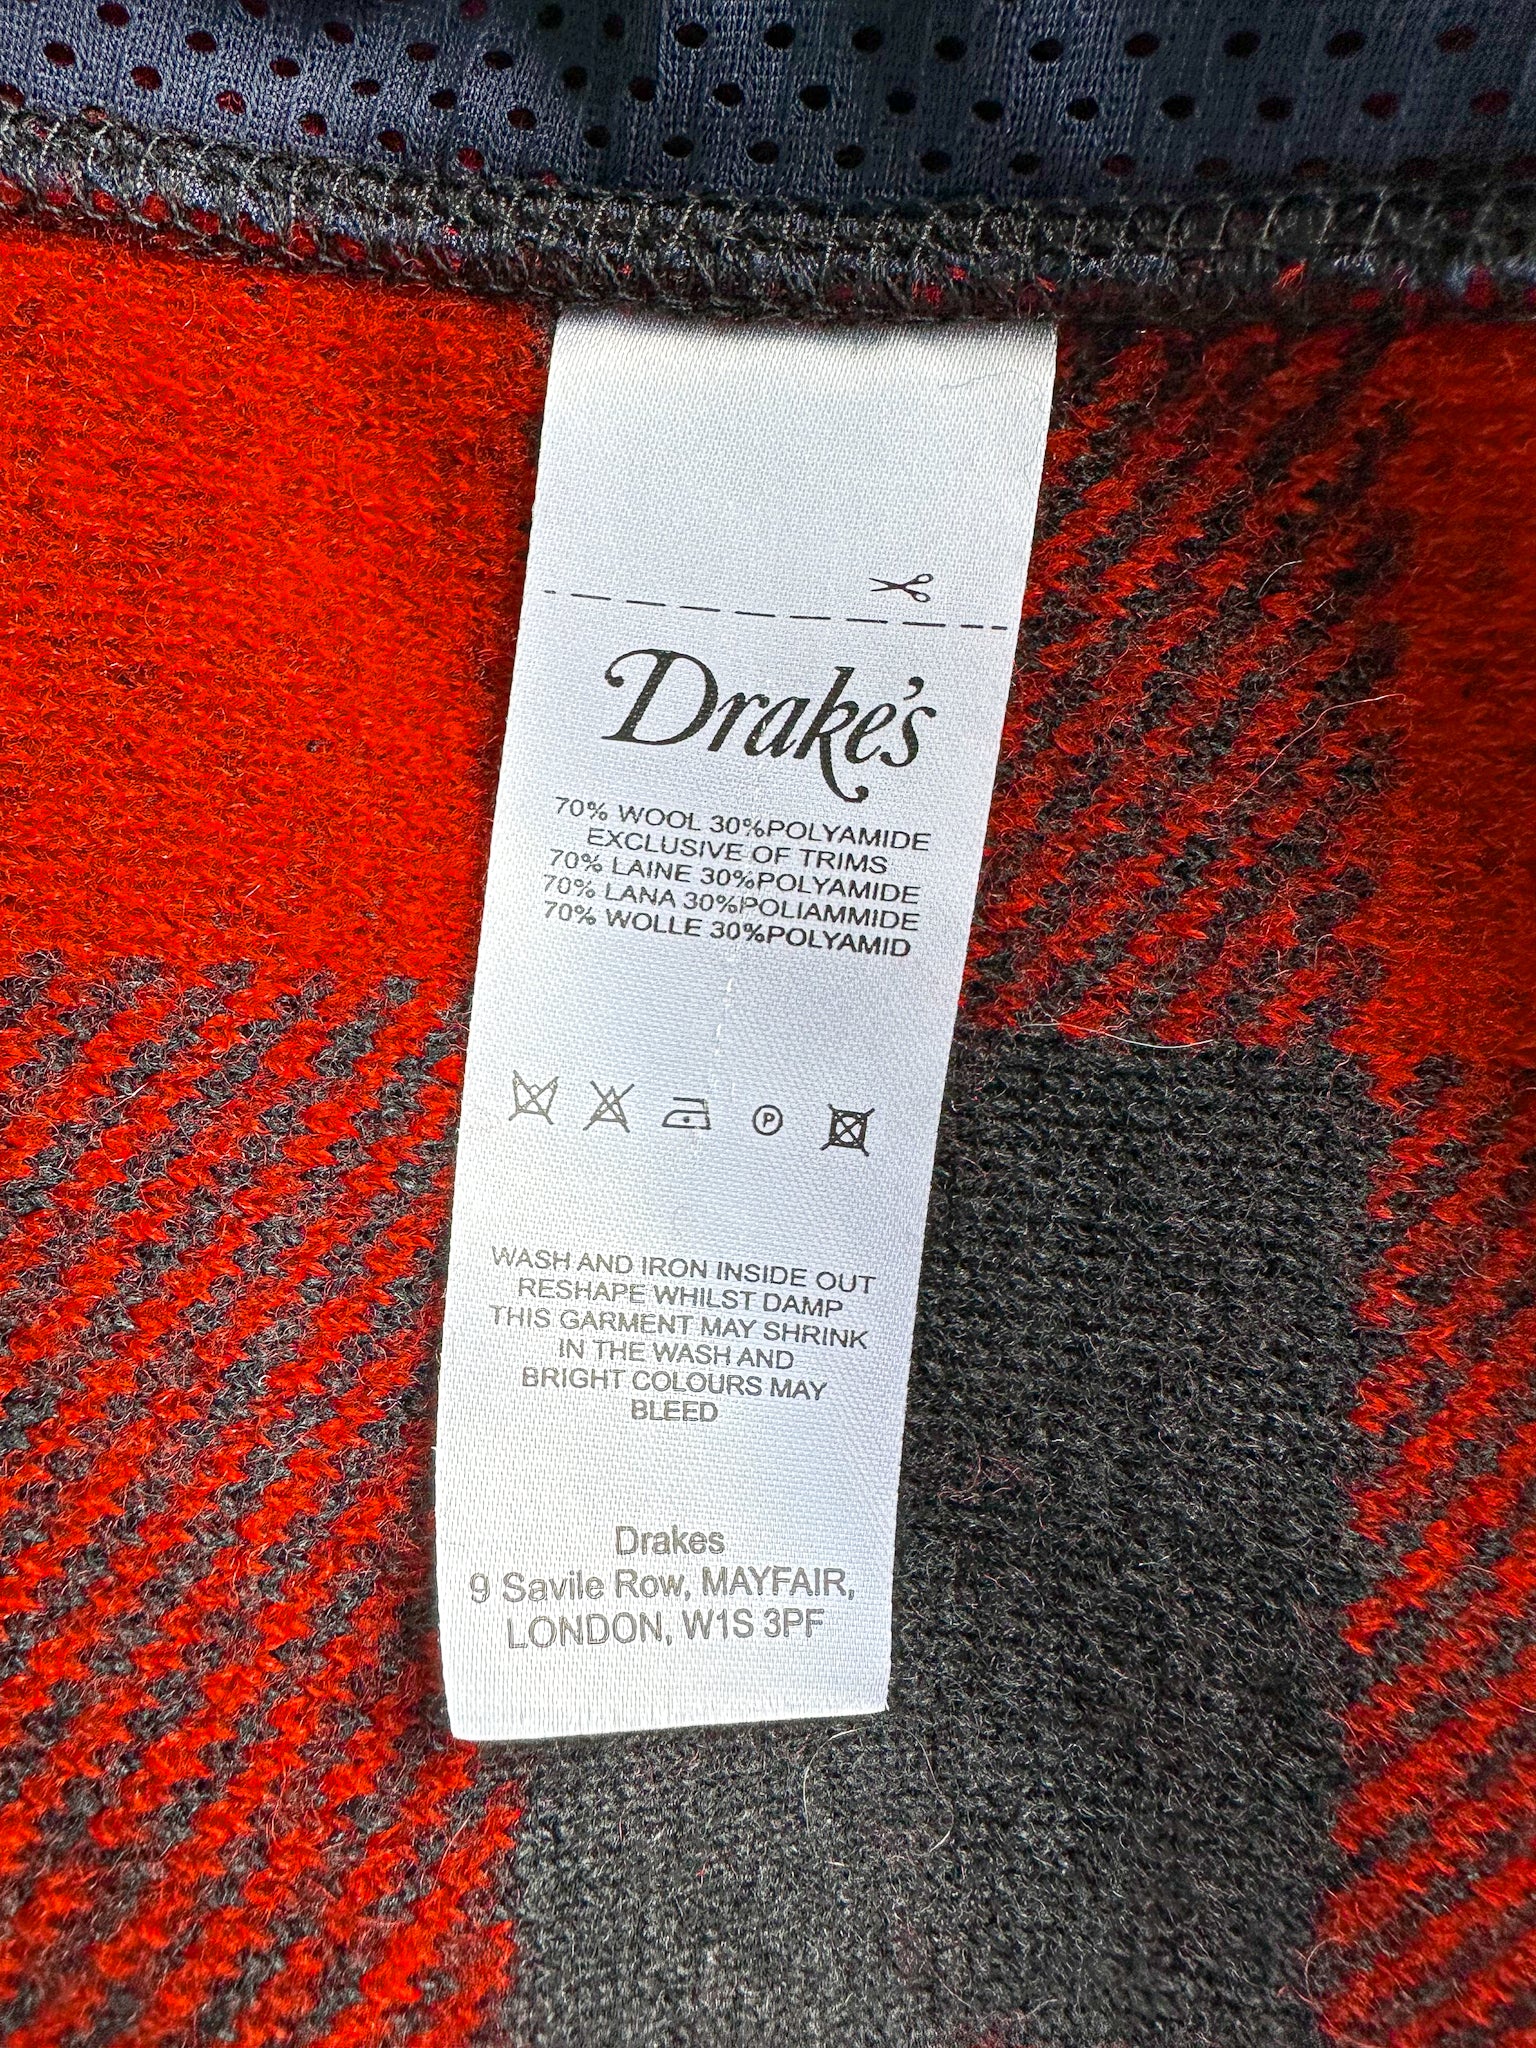 Drake's
70% WOOL 30%POLYAMIDE
EXCLUSIVE OF TRIMS
70% LAINE 30%POLYAMIDE
70% LANA 30%POLIAMMIDE
70% WOLLE 30%POLYAMID
P
WASH AND IRON INSIDE OUT
RESHAPE WHILST DAMP
THIS GARMENT MAY SHRINK
IN THE WASH AND
BRIGHT COLOURS MAY
BLEED
Drakes
9 Savile Row, MAYFAIR,
LONDON, W1S 3PF